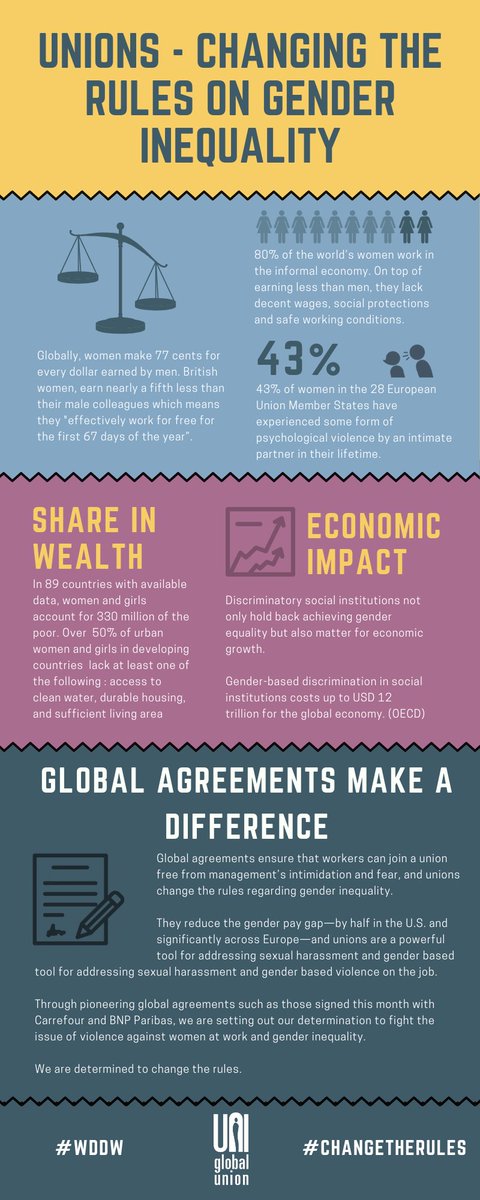 UNIONS - CHANGING THE
RULES ON GENDER
INEQUALITY
Globally, women make 77 cents for
every dollar earned by men. British
women, earn nearly a fifth less than
their male colleagues which means
they "effectively work for free for
the first 67 days of the year".
80% of the world's women work in
the informal economy. On top of
earning less than men, they lack
decent wages, social protections
and safe working conditions.
43%
43% of women in the 28 European
Union Member States have
experienced some form of
psychological violence by an intimate
partner in their lifetime.
SHARE IN
WEALTH
In 89 countries with available
data, women and girls
account for 330 million of the
poor. Over 50% of urban
women and girls in developing
countries lack at least one of
the following : access to
clean water, durable housing,
and sufficient living area
ECONOMIC
IMPACT
Discriminatory social institutions not
only hold back achieving gender
equality but also matter for economic
growth.
Gender-based discrimination in social
institutions costs up to USD 12
trillion for the global economy. (OECD)
GLOBAL AGREEMENTS MAKE A
DIFFERENCE
Global agreements ensure that workers can join a union
free from management's intimidation and fear, and unions
change the rules regarding gender inequality.
They reduce the gender pay gap—by half in the U.S. and
significantly across Europe—and unions are a powerful
tool for addressing sexual harassment and gender based
tool for addressing sexual harassment and gender based violence on the job.
Through pioneering global agreements such as those signed this month with
Carrefour and BNP Paribas, we are setting out our determination to fight the
issue of violence against women at work and gender inequality.
We are determined to change the rules.
#WDDW
UNI
global
union
#CHANGETHERULES